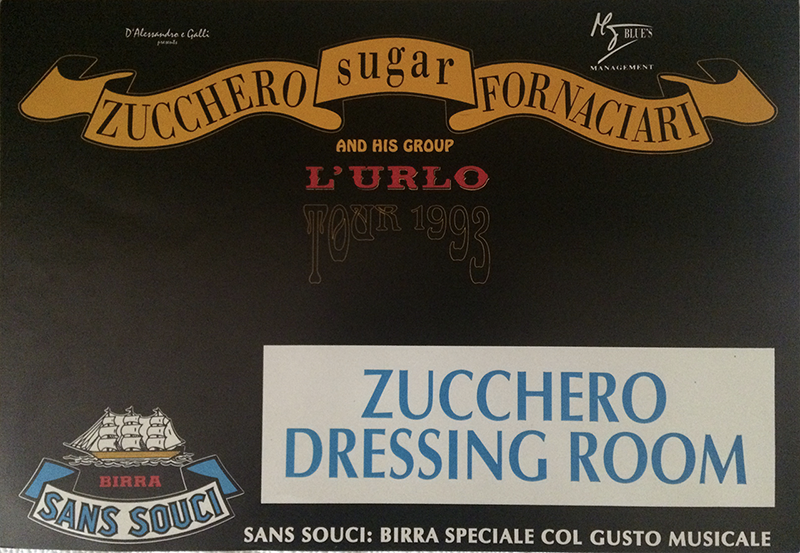 D'Alessandro e Galli
presents
Mz BLUE'S
MANAGEMENT
ZUCCHERO sugar FORNACIARI
AND HIS GROUP
L'URLO
TOUR 1993
ZUCCHERO
DRESSING ROOM
BIRRA
SANS SOUCI
SANS SOUCI: BIRRA SPECIALE COL GUSTO MUSICALE